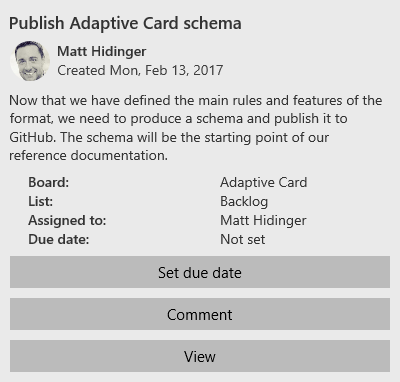 Publish Adaptive Card schema
Matt Hidinger
Created Mon, Feb 13, 2017
Now that we have defined the main rules and features of the
format, we need to produce a schema and publish it to
GitHub. The schema will be the starting point of our
reference documentation.
Board: Adaptive Card
List: Backlog
Assigned to: Matt Hidinger
Due date: Not set
Set due date
Comment
View